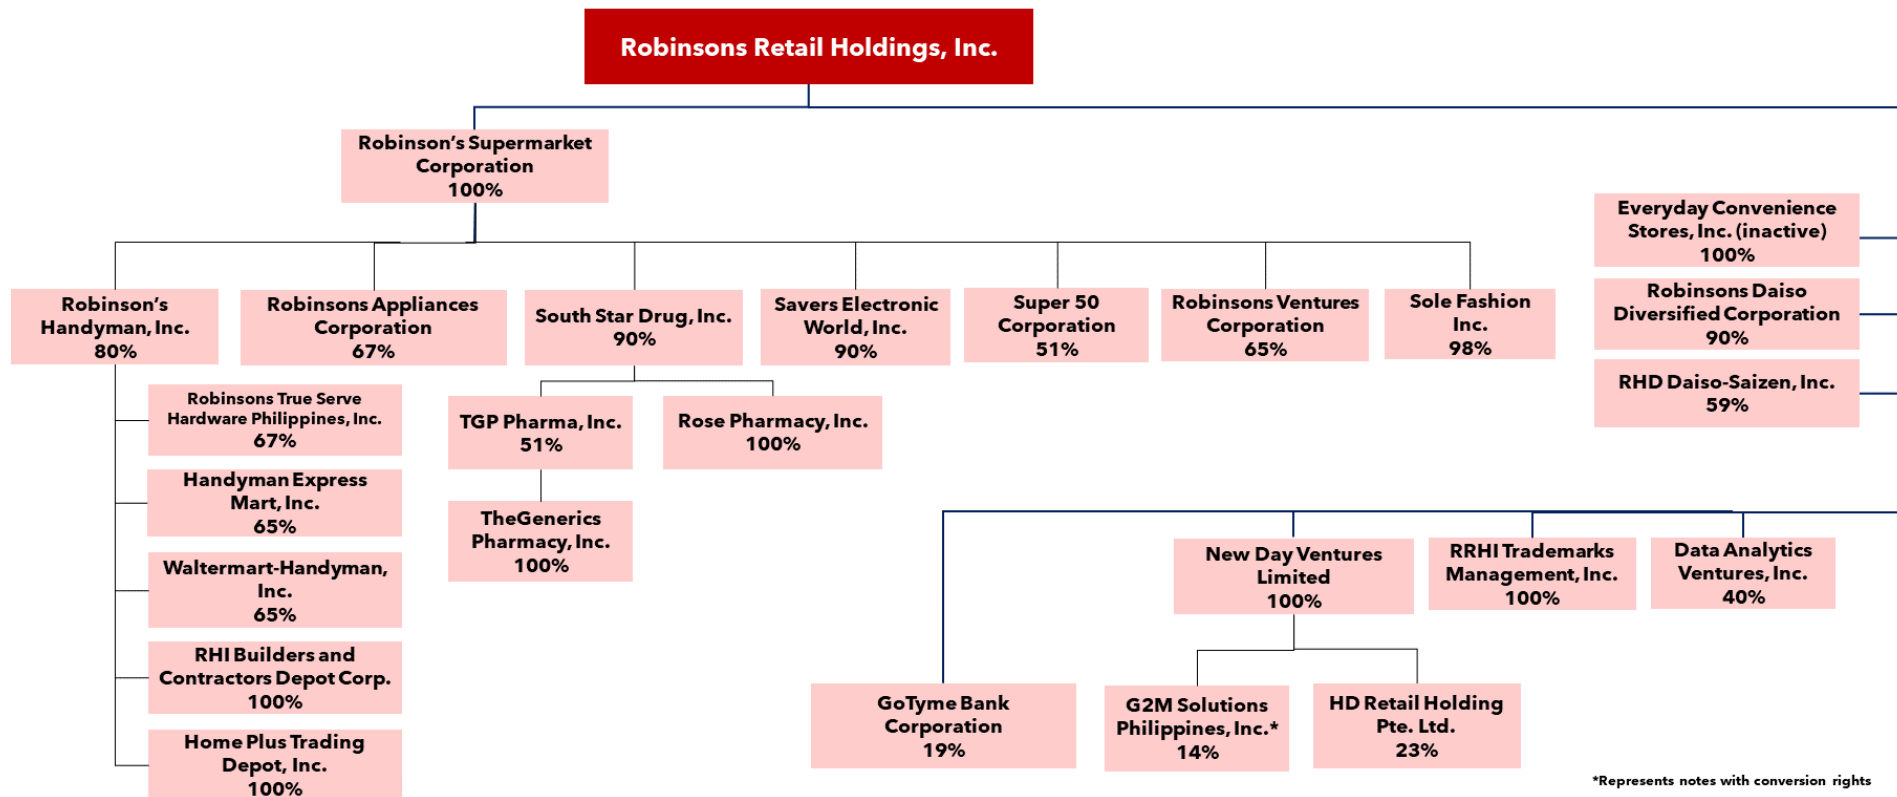 Robinsons Retail Holdings, Inc.
Robinson’s Supermarket
Corporation
100%
Everyday Convenience
Stores, Inc. (inactive)
100%
Robinsons Daiso
Diversified Corporation
90%
RHD Daiso-Saizen, Inc.
59%
Robinson’s
Handyman, Inc.
80%
Robinsons Appliances
Corporation
67%
South Star Drug, Inc.
90%
Savers Electronic
World, Inc.
90%
Super 50
Corporation
51%
Robinsons Ventures
Corporation
65%
Sole Fashion
Inc.
98%
Robinsons True Serve
Hardware Philippines, Inc.
67%
Handyman Express
Mart, Inc.
65%
Waltermart-Handyman,
Inc.
65%
RHI Builders and
Contractors Depot Corp.
100%
Home Plus Trading
Depot, Inc.
100%
TGP Pharma, Inc.
51%
Rose Pharmacy, Inc.
100%
TheGenerics
Pharmacy, Inc.
100%
New Day Ventures
Limited
100%
RRHI Trademarks
Management, Inc.
100%
Data Analytics
Ventures, Inc.
40%
GoTyme Bank
Corporation
19%
G2M Solutions
Philippines, Inc.*
14%
HD Retail Holding
Pte. Ltd.
23%
*Represents notes with conversion rights